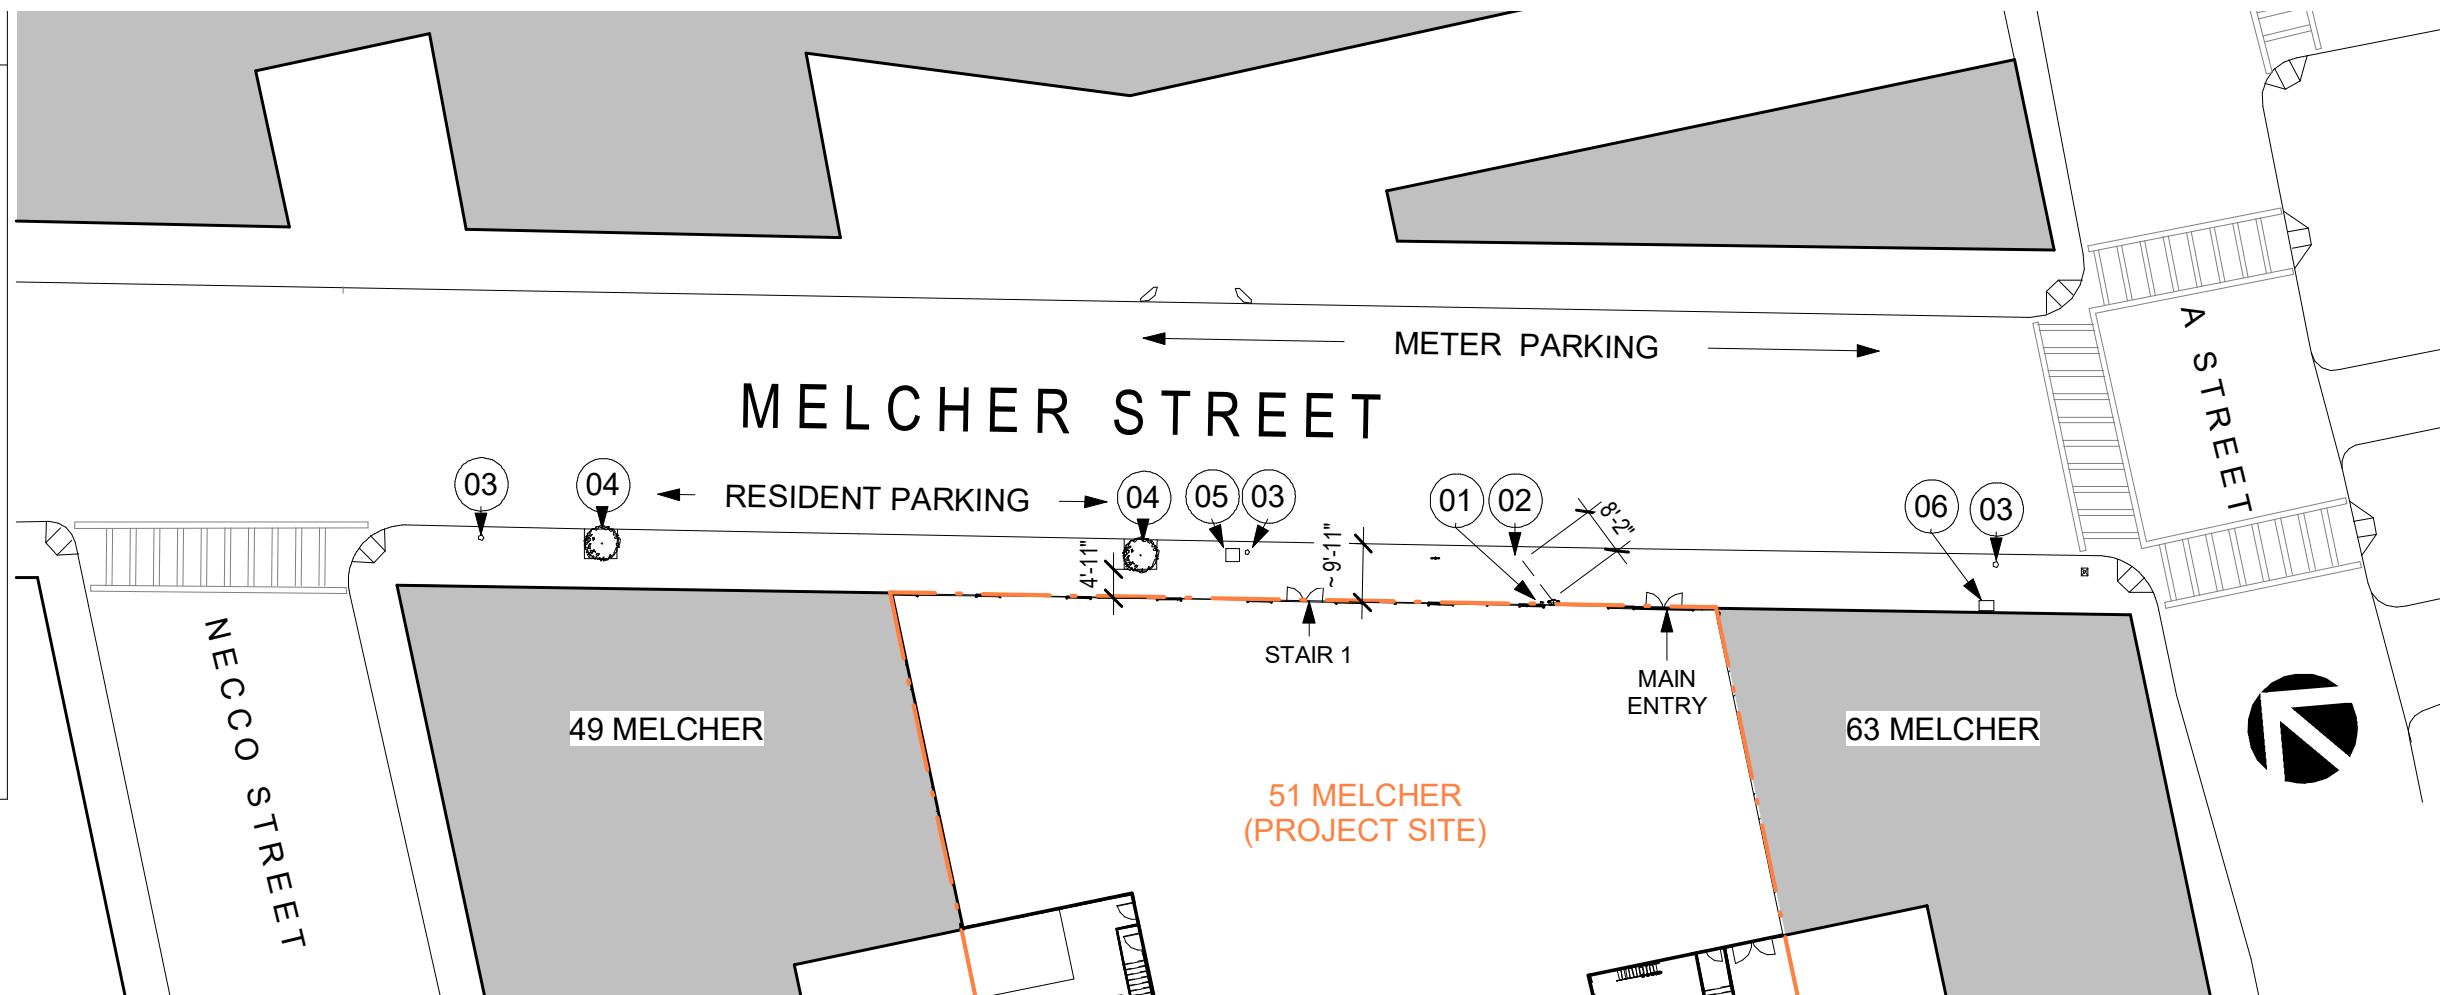 METER PARKING
A STREET
MELCHER STREET
03
04
RESIDENT PARKING
04
05
03
01
02
8'-2"
06
03
4'-11"
~ 9'-11"
STAIR 1
MAIN
ENTRY
NECCO STREET
49 MELCHER
63 MELCHER
51 MELCHER
(PROJECT SITE)